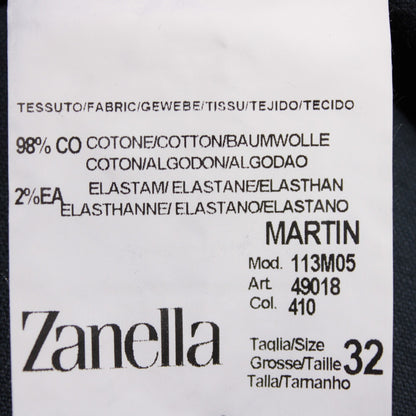 TESSUTO/FABRIC/GEWEBE/TISSU/TEJIDO/TECIDO
98% CO COTONE/COTTON/BAUMWOLLE
COTON/ALGODON/ALGODAO
2%EA ELASTAM/ELASTANE/ELASTHAN
ELASTHANNE/ELASTANO/ELASTANO
MARTIN
Mod. 113M05
Art. 49018
Col. 410
Zanella
Taglia/Size
Grosse/Taille 32
Talla/Tamanho